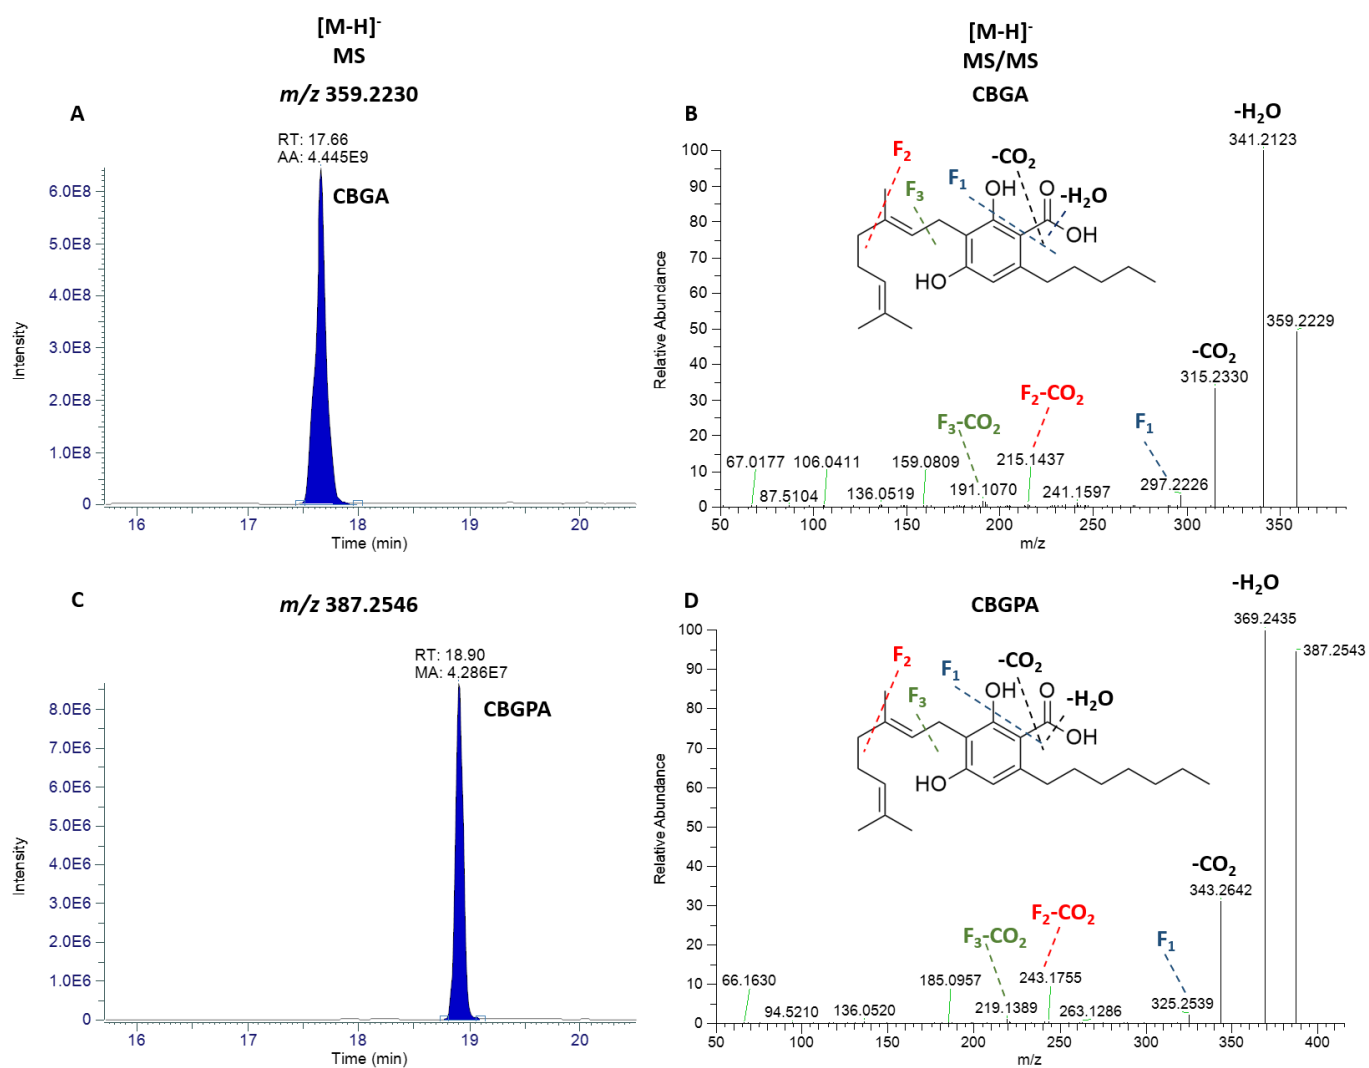 [M-H]-
MS
m/z 359.2230
A
RT: 17.66
AA: 4.445E9
CBGA
6.0E8
5.0E8
4.0E8
3.0E8
2.0E8
1.0E8
0
Intensity
16 17 18 19 20
Time (min)
[M-H]-
MS/MS
CBGA
B
-H2O
341.2123
F2
F3
F1
-CO2
-H2O
OH
O
OH
HO
359.2229
-CO2
315.2330
F2-CO2
F3-CO2
F1
67.0177
106.0411
159.0809
215.1437
87.5104
136.0519
191.1070
241.1597
297.2226
100
90
80
70
60
50
40
30
20
10
0
Relative Abundance
50 100 150 200 250 300 350
m/z
C
m/z 387.2546
RT: 18.90
MA: 4.286E7
CBGPA
8.0E6
7.0E6
6.0E6
5.0E6
4.0E6
3.0E6
2.0E6
1.0E6
0
Intensity
16 17 18 19 20
Time (min)
D
CBGPA
-H2O
369.2435
387.2543
F2
F3
F1
-CO2
-H2O
OH
O
OH
HO
-CO2
343.2642
F2-CO2
F3-CO2
F1
66.1630
185.0957
243.1755
94.5210
136.0520
219.1389
263.1286
325.2539
100
90
80
70
60
50
40
30
20
10
0
Relative Abundance
50 100 150 200 250 300 350 400
m/z